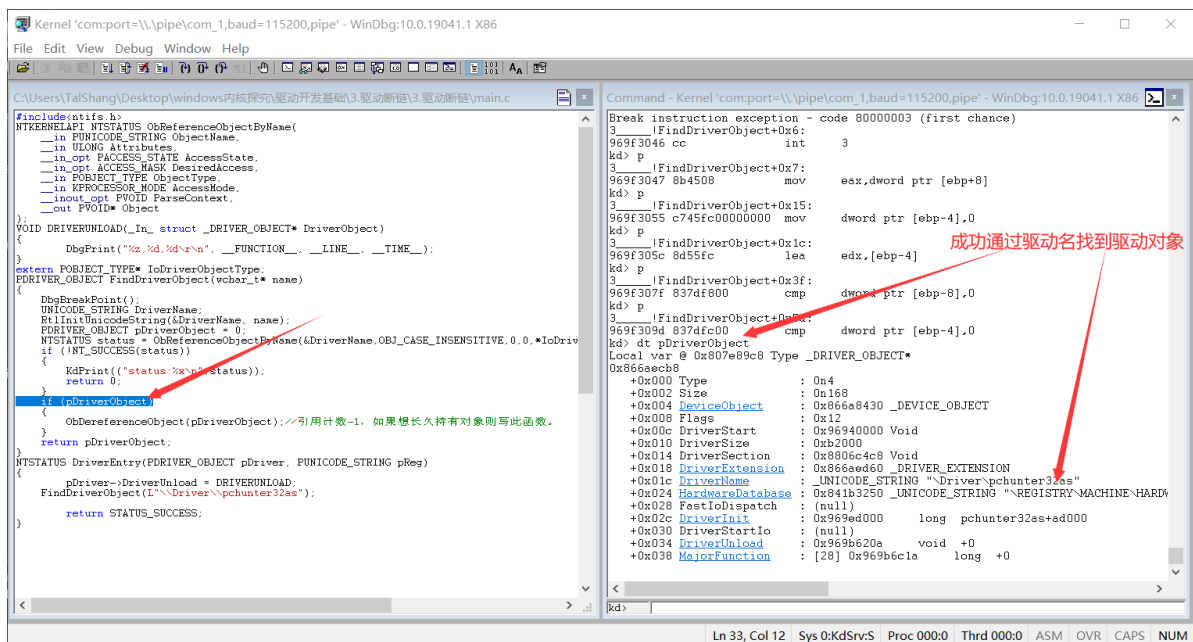 Kernel 'com:port=\\.\pipe\com_1,baud=115200,pipe' - WinDbg:10.0.19041.1 X86
File Edit View Debug Window Help
C:\Users\TalShang\Desktop\windows内核探究\驱动开发基础\3.驱动断链\3.驱动断链\main.c
#include<ntifs.h>
NTKERNELAPI NTSTATUS ObReferenceObjectByName(
__in PUNICODE_STRING ObjectName,
__in ULONG Attributes,
__in_opt PACCESS_STATE AccessState,
__in_opt ACCESS_MASK DesiredAccess,
__in POBJECT_TYPE ObjectType,
__in KPROCESSOR_MODE AccessMode,
__inout_opt PVOID ParseContext,
__out PVOID* Object
);
VOID DRIVERUNLOAD(_In_ struct _DRIVER_OBJECT* DriverObject)
{
DbgPrint("%z,%d,%d\r\n", __FUNCTION__, __LINE__, __TIME__);
}
extern POBJECT_TYPE* IoDriverObjectType;
PDRIVER_OBJECT FindDriverObject(wchar_t* name)
{
DbgBreakPoint();
UNICODE_STRING DriverName;
RtlInitUnicodeString(&DriverName, name);
PDRIVER_OBJECT pDriverObject = 0;
NTSTATUS status = ObReferenceObjectByName(&DriverName,OBJ_CASE_INSENSITIVE,0,0,*IoDriv
if (!NT_SUCCESS(status))
{
KdPrint(("status:%x\n",status));
return 0;
}
if (pDriverObject)
{
ObDereferenceObject(pDriverObject);//引用计数-1、如果想长久持有对象则写此函数。
}
return pDriverObject;
}
NTSTATUS DriverEntry(PDRIVER_OBJECT pDriver, PUNICODE_STRING pReg)
{
pDriver->DriverUnload = DRIVERUNLOAD;
FindDriverObject(L"\\Driver\\pchunter32as");
return STATUS_SUCCESS;
}
Command - Kernel 'com:port=\\.\pipe\com_1,baud=115200,pipe' - WinDbg:10.0.19041.1 X86
Break instruction exception - code 80000003 (first chance)
3_____!FindDriverObject+0x6:
969f3046 cc int 3
kd> p
3_____!FindDriverObject+0x7:
969f3047 8b4508 mov eax,dword ptr [ebp+8]
kd> p
3_____!FindDriverObject+0x15:
969f3055 c745fc00000000 mov dword ptr [ebp-4],0
kd> p
3_____!FindDriverObject+0x1c:
969f305c 8d55fc lea edx,[ebp-4]
kd> p
3_____!FindDriverObject+0x3f:
969f307f 837df800 cmp dword ptr [ebp-8],0
kd> p
3_____!FindDriverObject+0x5d:
969f309d 837dfc00 cmp dword ptr [ebp-4],0
kd> dt pDriverObject
Local var @ 0x807e89c8 Type _DRIVER_OBJECT*
0x866aecb8
+0x000 Type : 0n4
+0x002 Size : 0n168
+0x004 DeviceObject : 0x866a8430 _DEVICE_OBJECT
+0x008 Flags : 0x12
+0x00c DriverStart : 0x96940000 Void
+0x010 DriverSize : 0xb2000
+0x014 DriverSection : 0x8806c4c8 Void
+0x018 DriverExtension : 0x866aed60 _DRIVER_EXTENSION
+0x01c DriverName : _UNICODE_STRING "\Driver\pchunter32as"
+0x024 HardwareDatabase : 0x841b3250 _UNICODE_STRING "\REGISTRY\MACHINE\HARDW
+0x028 FastIoDispatch : (null)
+0x02c DriverInit : 0x969ed000 long pchunter32as+ad000
+0x030 DriverStartIo : (null)
+0x034 DriverUnload : 0x969b620a void +0
+0x038 MajorFunction : [28] 0x969b6c1a long +0
成功通过驱动名找到驱动对象
kd>
Ln 33, Col 12 Sys 0:KdSrv:S Proc 000:0 Thrd 000:0 ASM OVR CAPS NUM